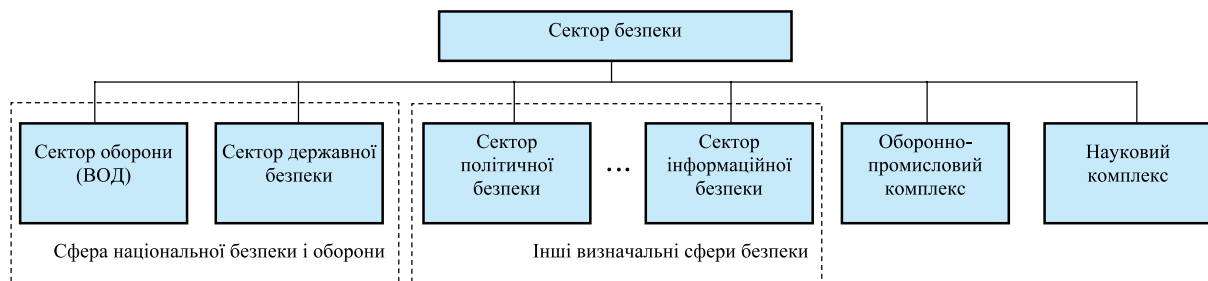 Сектор безпеки
Сектор оборони
(ВОД)
Сектор державної
безпеки
Сектор
політичної
безпеки
...
Сектор
інформаційної
безпеки
Оборонно-
промисловий
комплекс
Науковий
комплекс
Сфера національної безпеки і оборони
Інші визначальні сфери безпеки